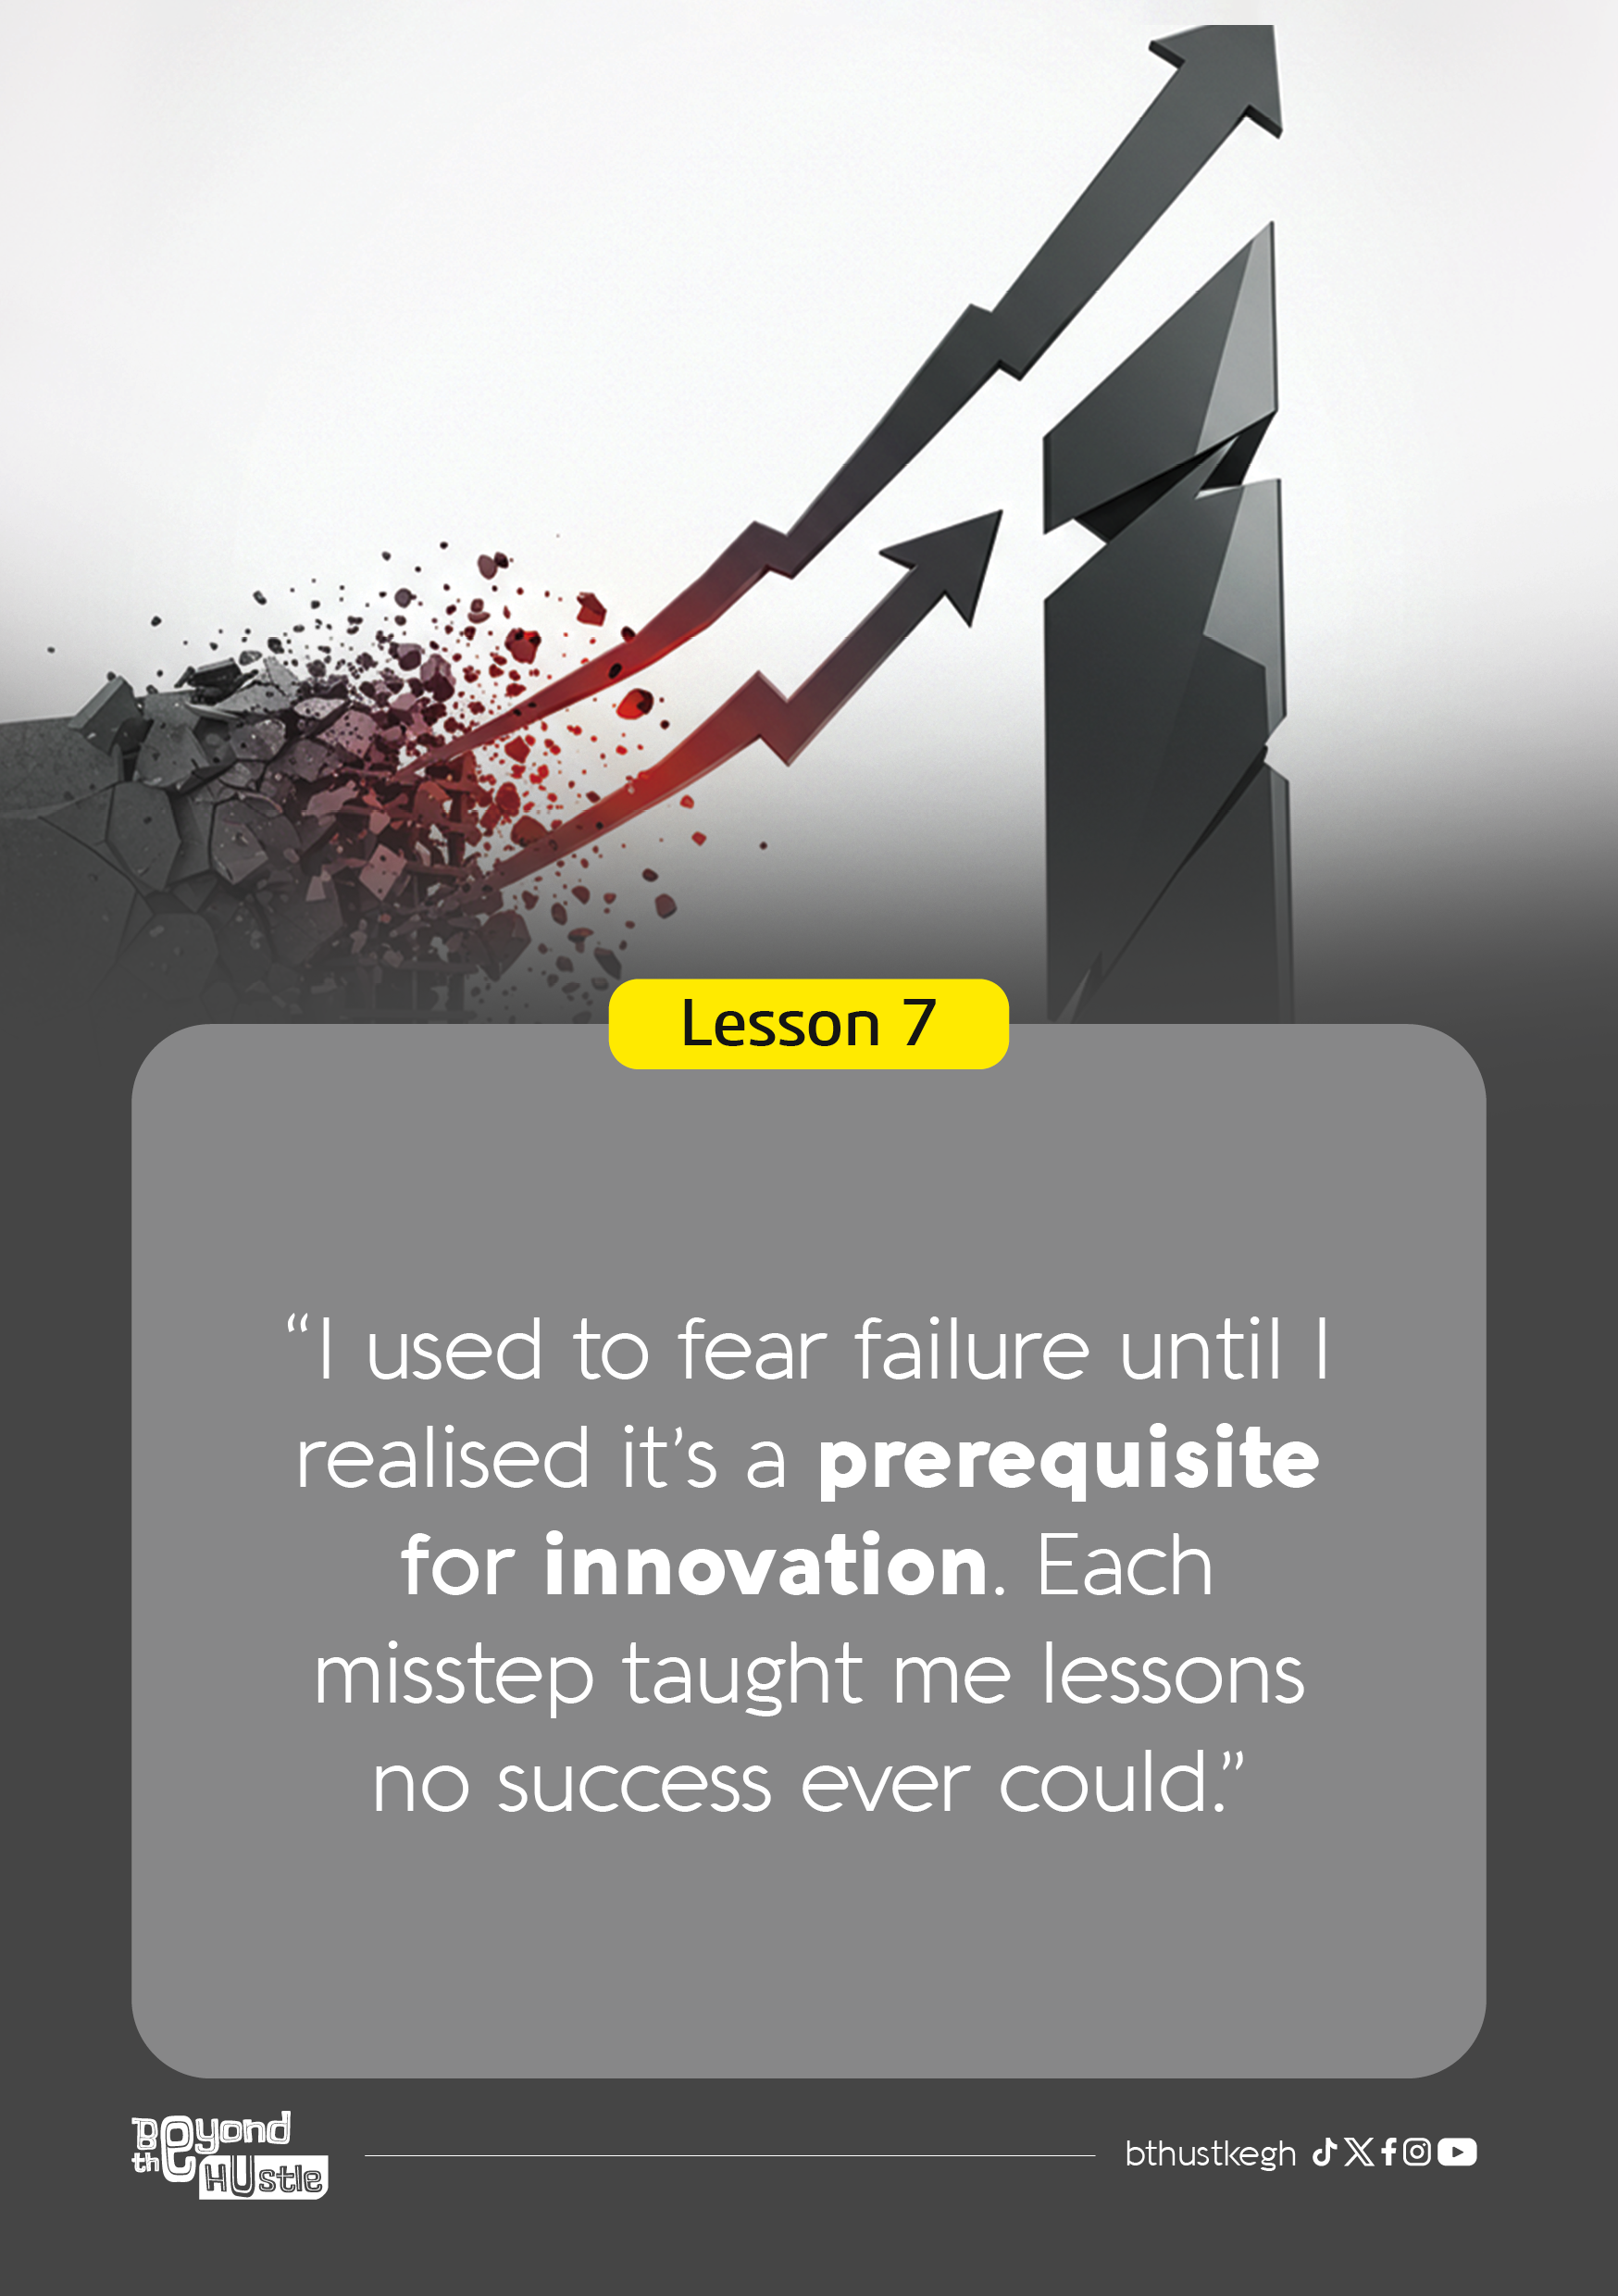 Lesson 7
“I used to fear failure until I
realised it’s a prerequisite
for innovation. Each
misstep taught me lessons
no success ever could.”
Beyond
the
HUstle
bthustkegh